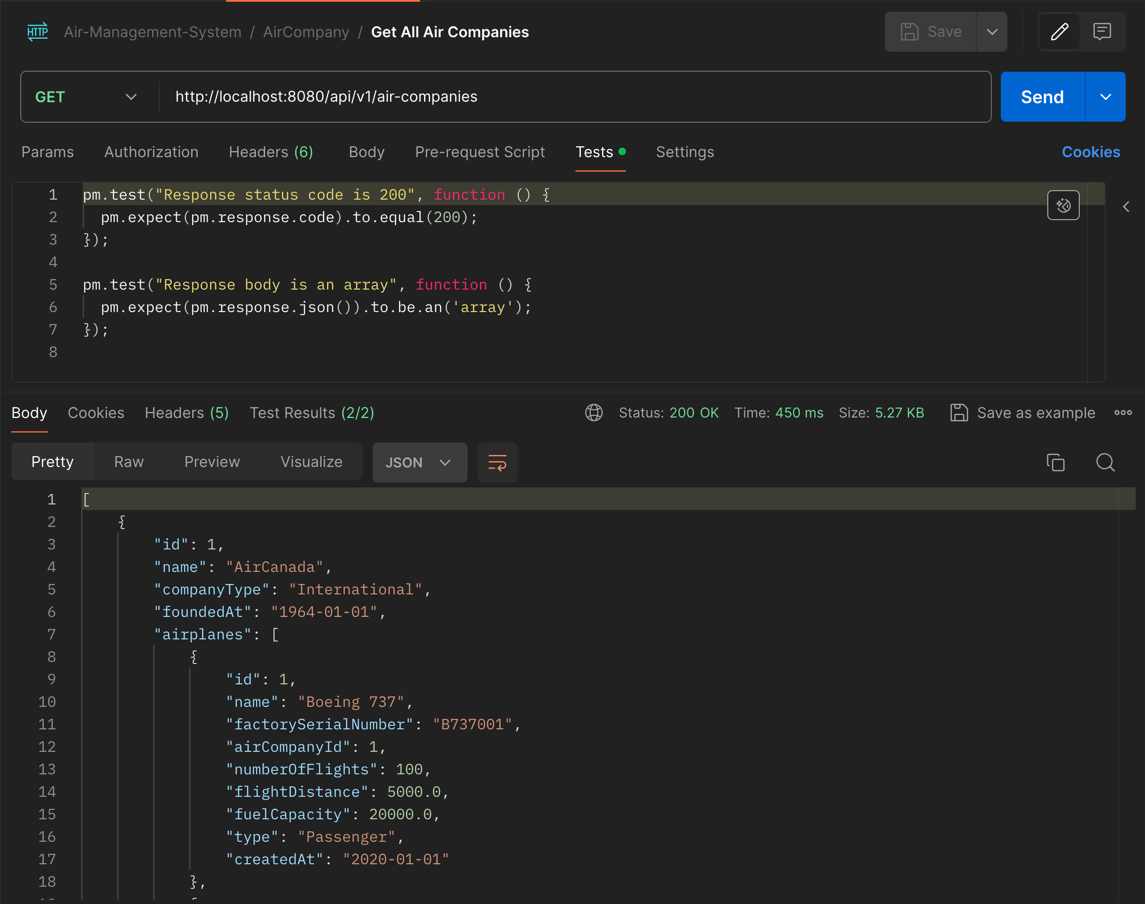 HTTP Air-Management-System / AirCompany / Get All Air Companies Save
GET http://localhost:8080/api/v1/air-companies Send
Params Authorization Headers (6) Body Pre-request Script Tests Settings Cookies
1 pm.test("Response status code is 200", function () {
2 pm.expect(pm.response.code).to.equal(200);
3 });
4
5 pm.test("Response body is an array", function () {
6 pm.expect(pm.response.json()).to.be.an('array');
7 });
8
Body Cookies Headers (5) Test Results (2/2) Status: 200 OK Time: 450 ms Size: 5.27 KB Save as example
Pretty Raw Preview Visualize JSON
1 [
2 {
3 "id": 1,
4 "name": "AirCanada",
5 "companyType": "International",
6 "foundedAt": "1964-01-01",
7 "airplanes": [
8 {
9 "id": 1,
10 "name": "Boeing 737",
11 "factorySerialNumber": "B737001",
12 "airCompanyId": 1,
13 "numberOfFlights": 100,
14 "flightDistance": 5000.0,
15 "fuelCapacity": 20000.0,
16 "type": "Passenger",
17 "createdAt": "2020-01-01"
18 },